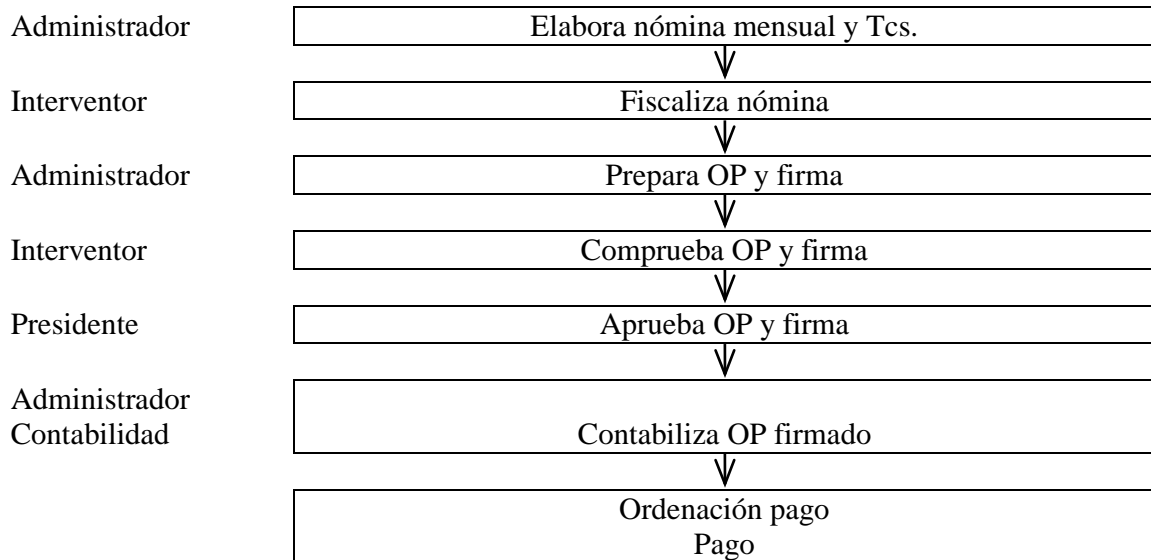 Administrador
Elabora nómina mensual y Tcs.
Interventor
Fiscaliza nómina
Administrador
Prepara OP y firma
Interventor
Comprueba OP y firma
Presidente
Aprueba OP y firma
Administrador
Contabilidad
Contabiliza OP firmado
Ordenación pago
Pago